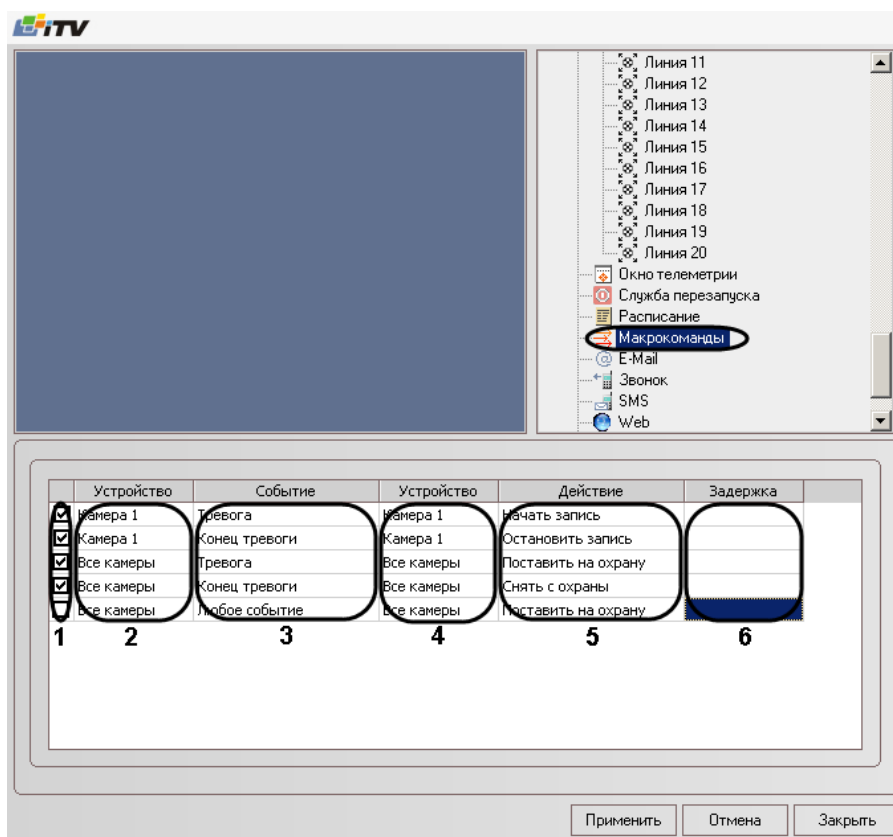 iTV
Линия 11
Линия 12
Линия 13
Линия 14
Линия 15
Линия 16
Линия 17
Линия 18
Линия 19
Линия 20
Окно телеметрии
Служба перезапуска
Расписание
Макрокоманды
E-Mail
Звонок
SMS
Web
Устройство Событие Устройство Действие Задержка
Камера 1 Тревога Камера 1 Начать запись
Камера 1 Конец тревоги Камера 1 Остановить запись
Все камеры Тревога Все камеры Поставить на охрану
Все камеры Конец тревоги Все камеры Снять с охраны
Все камеры Любое событие Все камеры Поставить на охрану
1 2 3 4 5 6
Применить Отмена Закрыть